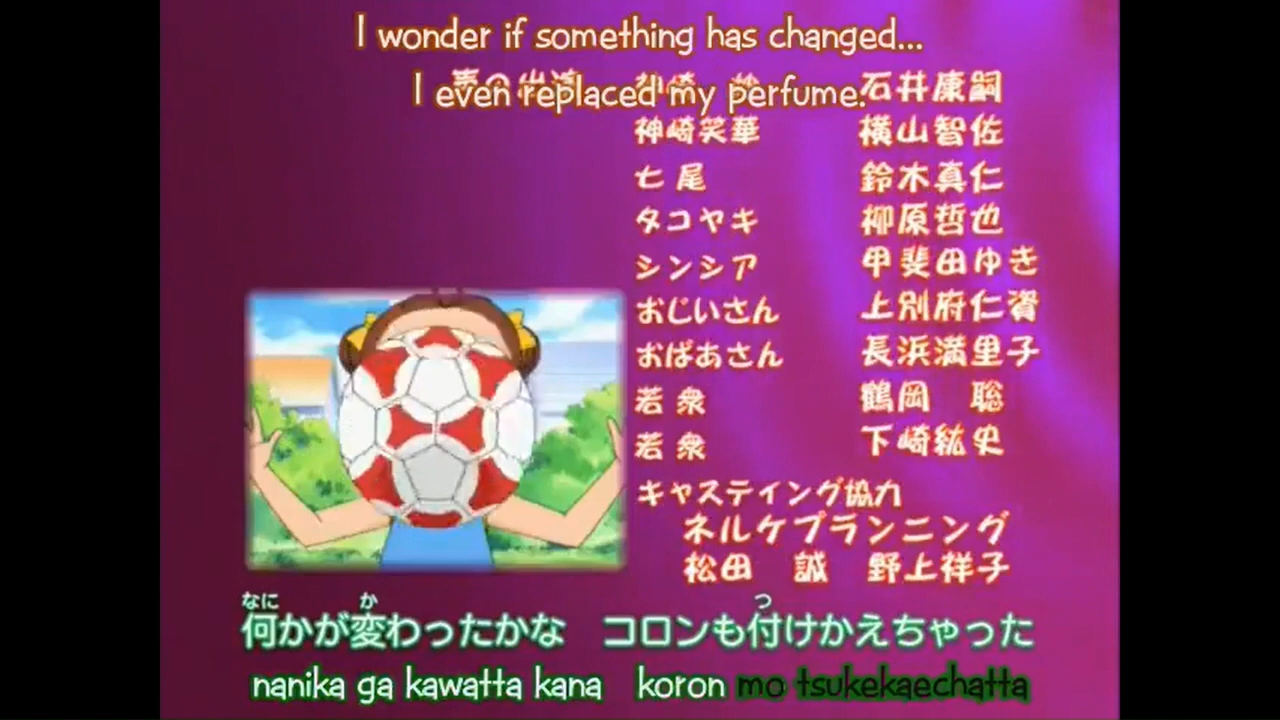 I wonder if something has changed...
I even replaced my perfume.
石井康嗣
神崎笑華 横山智佐
七尾 鈴木真仁
タコヤキ 柳原哲也
シンシア 甲斐田ゆき
おじいさん 上別府仁資
おばあさん 長浜満里子
若衆 鶴岡 聡
若衆 下崎紘史
キャスティング協力
ネルケプランニング
松田 誠 野上祥子
なに か つ
何かが変わったかな コロンも付けかえちゃった
nanika ga kawatta kana koron mo tsukekaechatta